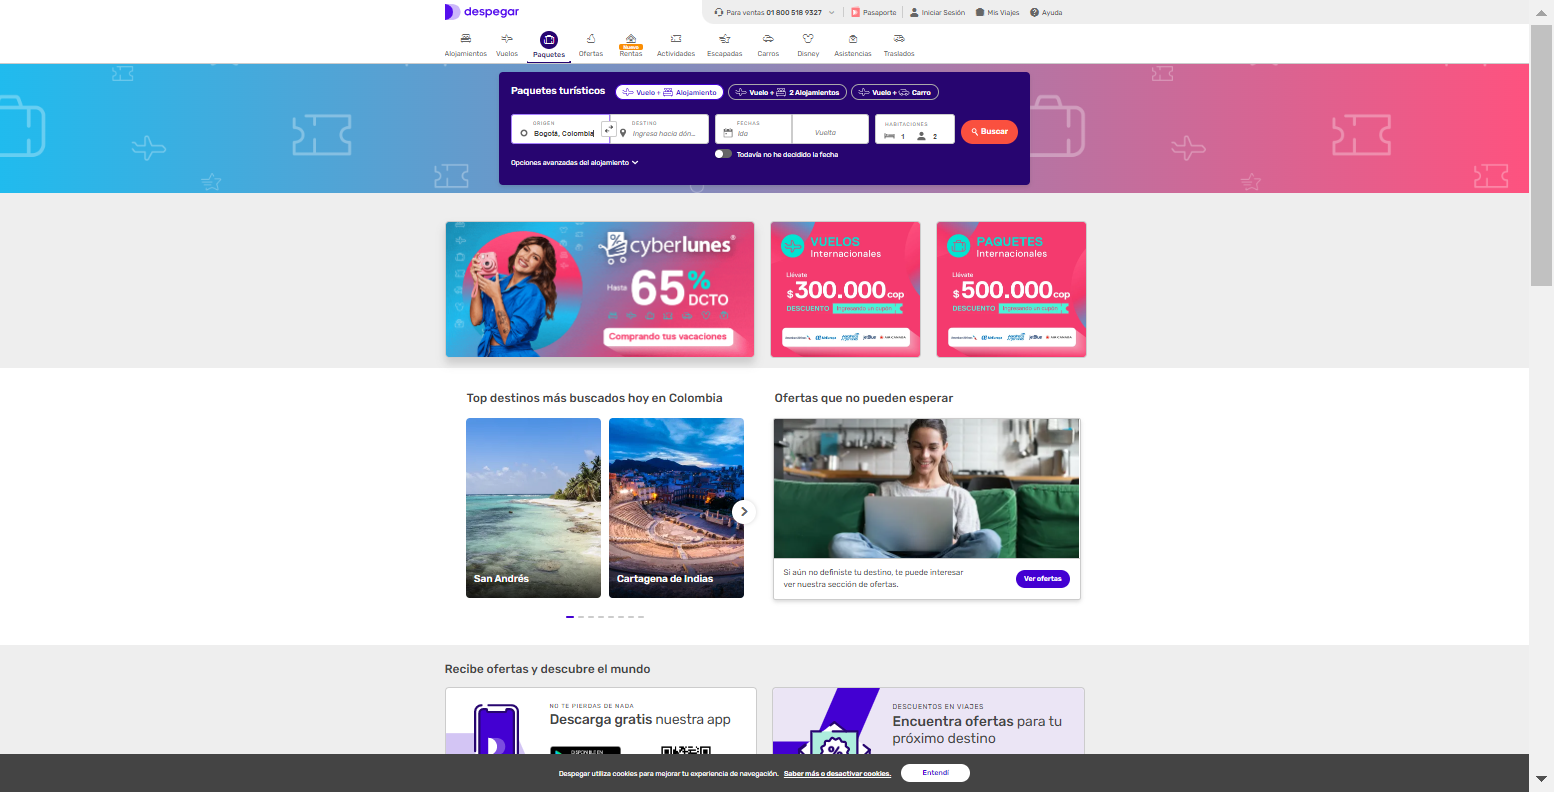 despegar
Para ventas 01 800 518 9327
Pasaporte
Iniciar Sesión
Mis Viajes
Ayuda
Alojamientos
Vuelos
Paquetes
Ofertas
Nuevo
Rentas
Actividades
Escapadas
Carros
Disney
Asistencias
Traslados
Paquetes turísticos
Vuelo + Alojamiento
Vuelo + 2 Alojamientos
Vuelo + Carro
ORIGEN
Bogotá, Colombia
DESTINO
Ingresa hacia dón...
FECHAS
Ida
Vuelta
HABITACIONES
1
2
Buscar
Todavía no he decidido la fecha
Opciones avanzadas del alojamiento
cyberlunes®
Hasta 65% DCTO
Comprando tus vacaciones
VUELOS
Internacionales
Llévate
$300.000cop
DESCUENTO Ingresando un cupón
PAQUETES
Internacionales
Llévate
$500.000cop
DESCUENTO Ingresando un cupón
Top destinos más buscados hoy en Colombia
San Andrés
Cartagena de Indias
Ofertas que no pueden esperar
Si aún no definiste tu destino, te puede interesar
ver nuestra sección de ofertas.
Ver ofertas
Recibe ofertas y descubre el mundo
NO TE PIERDAS DE NADA
Descarga gratis nuestra app
DISPONIBLE EN
DESCUENTOS EN VIAJES
Encuentra ofertas para tu
próximo destino
Despegar utiliza cookies para mejorar tu experiencia de navegación. Saber más o desactivar cookies.
Entendí